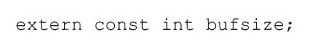 extern const int bufsize;